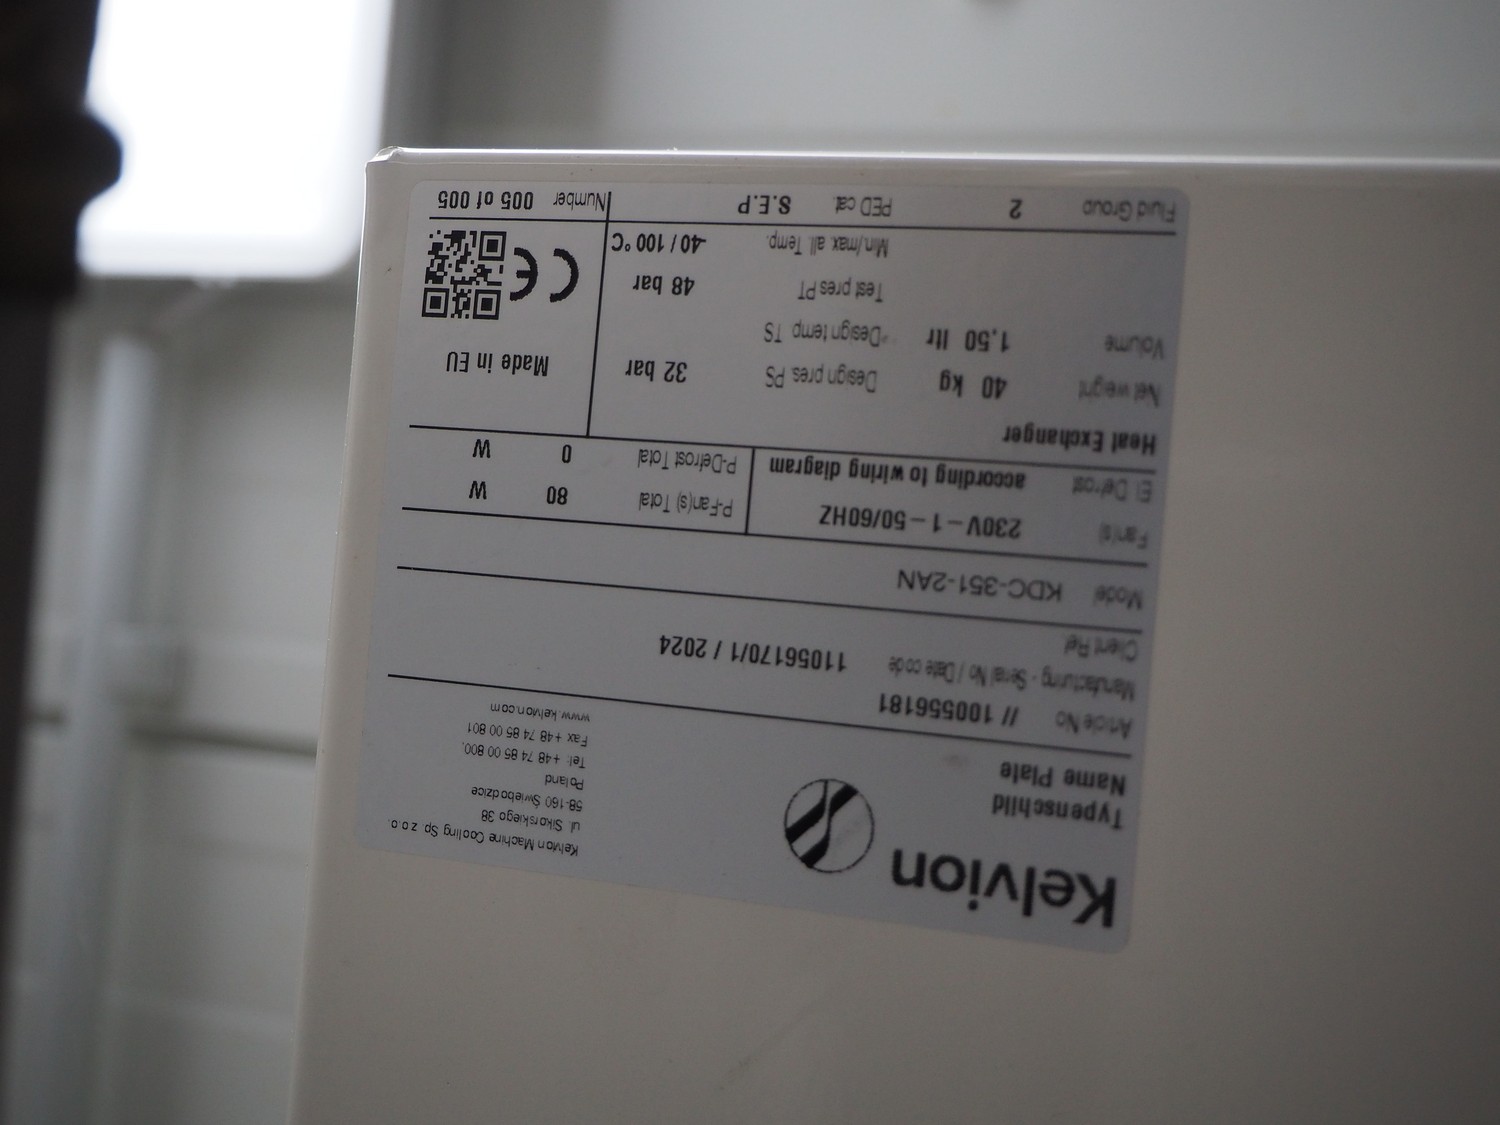 Kelvion
Typenschild
Name Plate
Kelvion Machine Cooling Sp. z o.o.
ul. Sikorskiego 38
58-160 Świebodzice
Poland
Tel: +48 74 85 00 800,
Fax +48 74 85 00 801
www.kelvion.com
Article No // 100556181
Manufacturing - Serial No / Date code 11056170/1 / 2024
Client Ref.
Model KDC-351-2AN
Fan(s) 230V – 1 – 50/60HZ P-Fan(s) Total 80 W
El. Defrost according to wiring diagram P-Defrost Total 0 W
Heat Exchanger
Net weight 40 kg Design pres PS 32 bar Made in EU
Volume 1,50 ltr Design temp TS
Test pres PT 48 bar CE
Min/max. all. Temp. -40 / 100 °C
Fluid Group 2 PED cat S.E.P Number 005 of 005